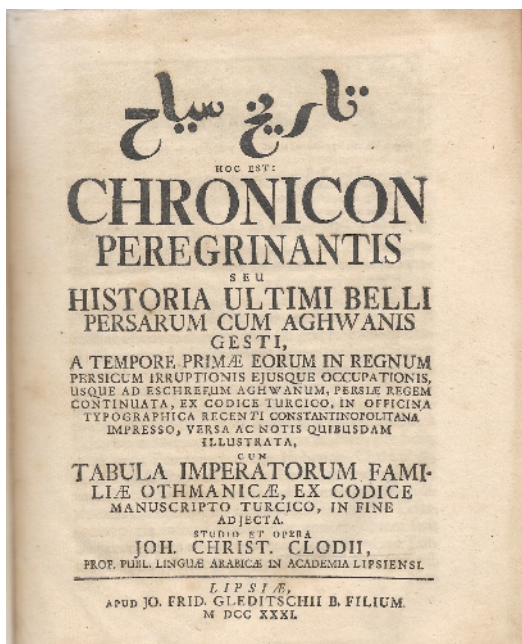 تاريخ سياح
HOC EST:
CHRONICON
PEREGRINANTIS
SEU
HISTORIA ULTIMI BELLI
PERSARUM CUM AGHWANIS
GESTI,
A TEMPORE PRIMÆ EORUM IN REGNUM
PERSICUM IRRUPTIONIS EJUSQUE OCCUPATIONIS,
USQUE AD ESCHREFUM AGHWANUM, PERSIÆ REGEM
CONTINUATA, EX CODICE TURCICO, IN OFFICINA
TYPOGRAPHICA RECENTI CONSTANTINOPOLITANA
IMPRESSO, VERSA AC NOTIS QUIBUSDAM
ILLUSTRATA,
CUM
TABULA IMPERATORUM FAMI-
LIÆ OTHMANICÆ, EX CODICE
MANUSCRIPTO TURCICO, IN FINE
ADJECTA.
STUDIO ET OPERA
JOH. CHRIST. CLODII,
PROF. PUBL. LINGUÆ ARABICÆ IN ACADEMIA LIPSIENSI.
LIPSIÆ,
APUD JO. FRID. GLEDITSCHII B. FILIUM.
M DCC XXXI.